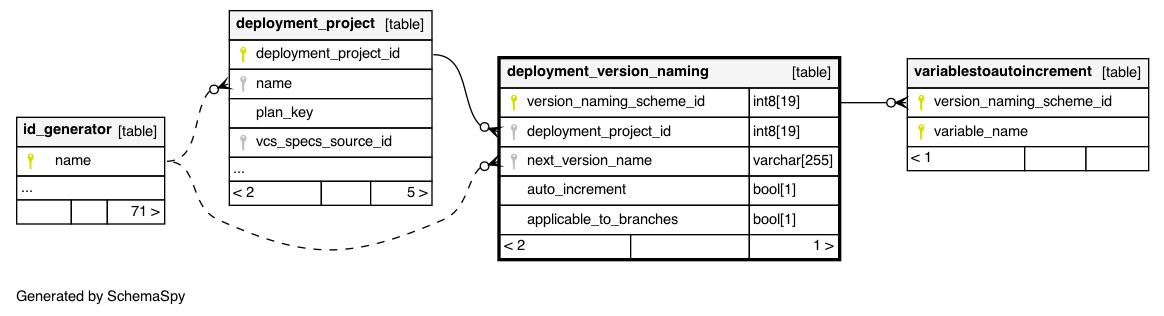 id_generator [table]
name
...
71 >
deployment_project [table]
deployment_project_id
name
plan_key
vcs_specs_source_id
...
< 2 5 >
deployment_version_naming [table]
version_naming_scheme_id int8[19]
deployment_project_id int8[19]
next_version_name varchar[255]
auto_increment bool[1]
applicable_to_branches bool[1]
< 2 1 >
variablestoautoincrement [table]
version_naming_scheme_id
variable_name
< 1
Generated by SchemaSpy